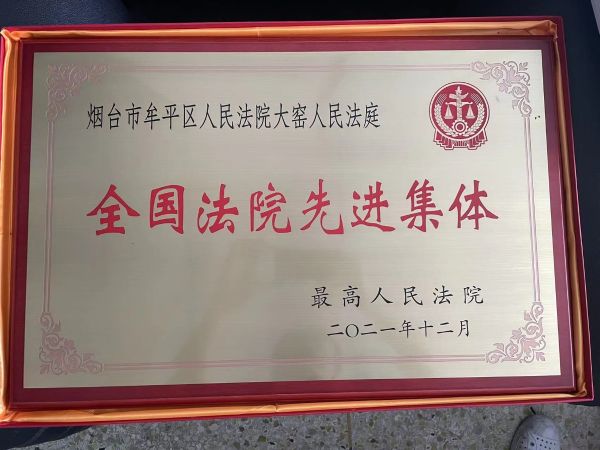 烟台市牟平区人民法院大窑人民法庭
全国法院先进集体
最高人民法院
二〇二一年十二月